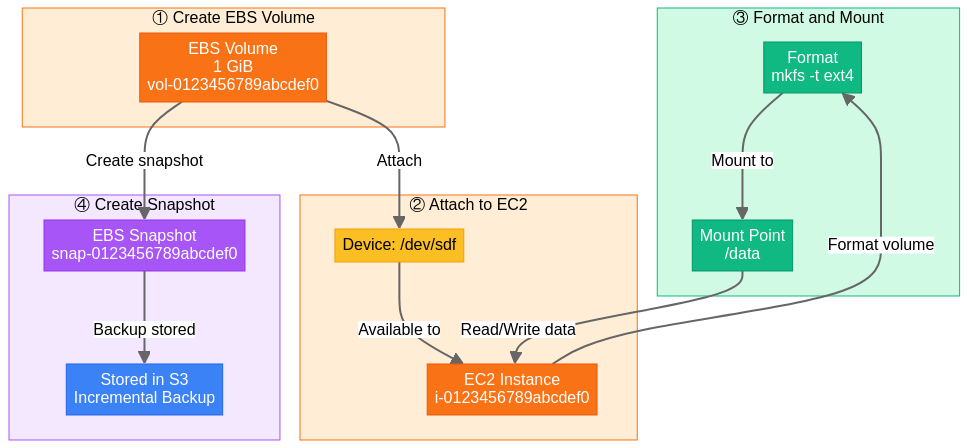 ① Create EBS Volume
EBS Volume
1 GiB
vol-0123456789abcdef0
③ Format and Mount
Format
mkfs -t ext4
Create snapshot
Attach
Mount to
④ Create Snapshot
EBS Snapshot
snap-0123456789abcdef0
② Attach to EC2
Device: /dev/sdf
Mount Point
/data
Format volume
Backup stored
Available to
Read/Write data
Stored in S3
Incremental Backup
EC2 Instance
i-0123456789abcdef0